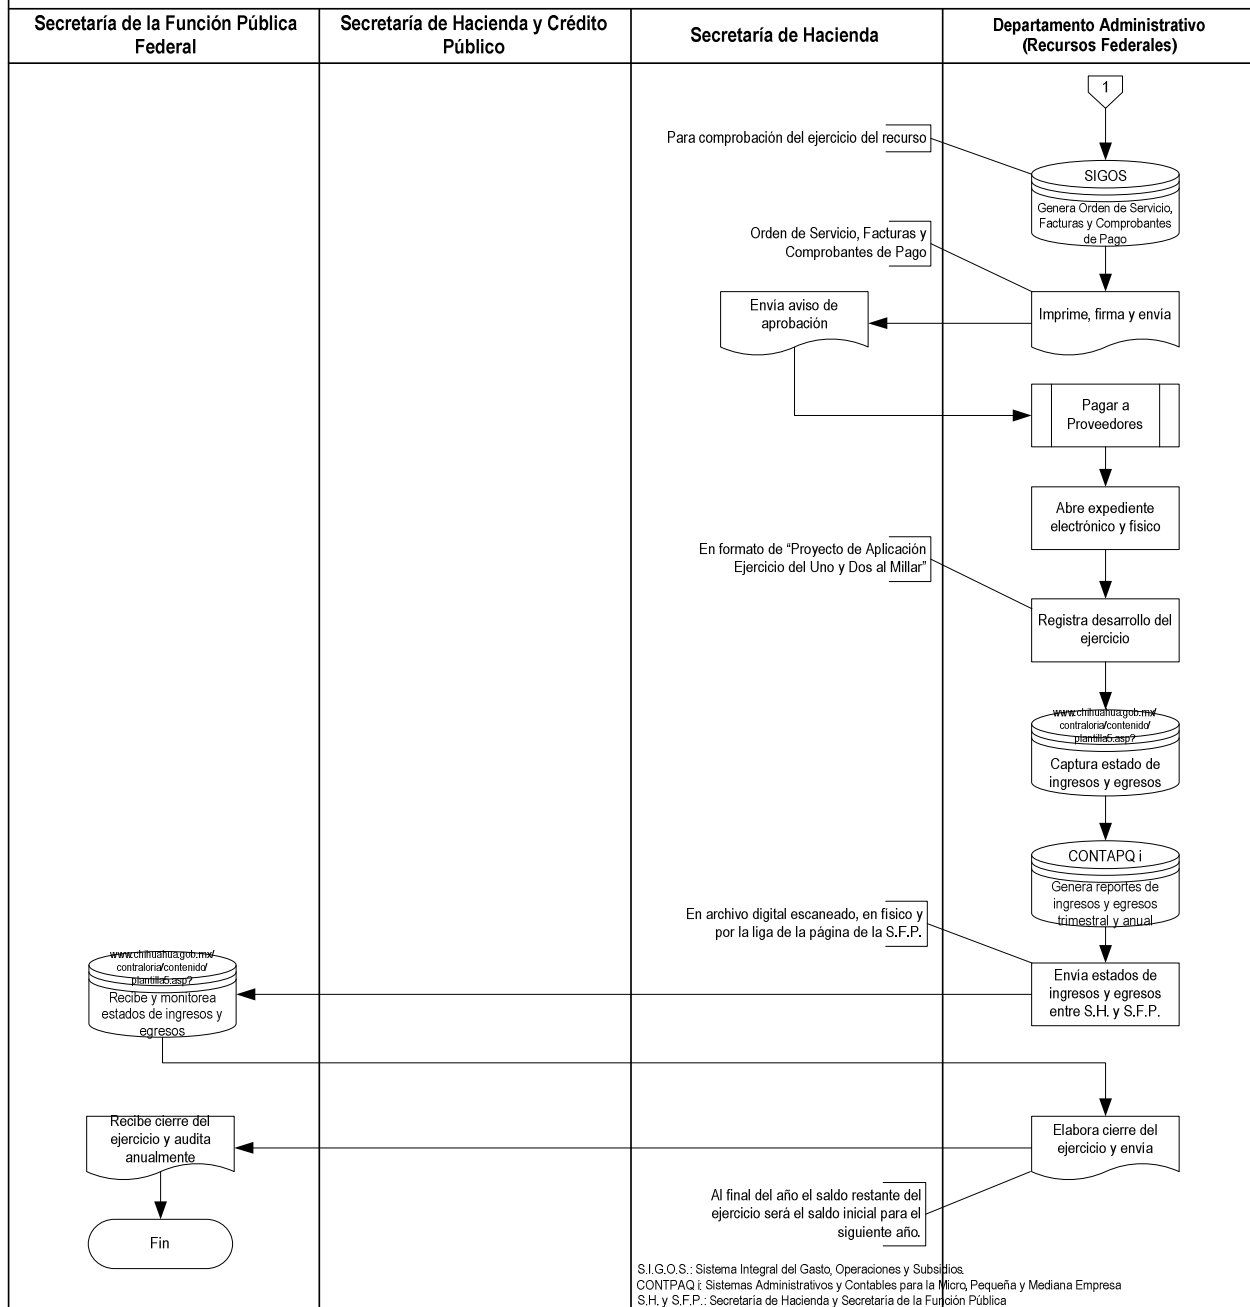 Secretaría de la Función Pública
Federal
Secretaría de Hacienda y Crédito
Público
Secretaría de Hacienda
Departamento Administrativo
(Recursos Federales)
1
Para comprobación del ejercicio del recurso
SIGOS
Genera Orden de Servicio,
Facturas y Comprobantes
de Pago
Orden de Servicio, Facturas y
Comprobantes de Pago
Envía aviso de
aprobación
Imprime, firma y envía
Pagar a
Proveedores
Abre expediente
electrónico y físico
En formato de “Proyecto de Aplicación
Ejercicio del Uno y Dos al Millar”
Registra desarrollo del
ejercicio
www.chihuahua.gob.mx/
contraloria/contenido/
plantilla5.asp?
Captura estado de
ingresos y egresos
CONTAPQ i
Genera reportes de
ingresos y egresos
trimestral y anual
En archivo digital escaneado, en físico y
por la liga de la página de la S.F.P.
www.chihuahua.gob.mx/
contraloria/contenido/
plantilla5.asp?
Recibe y monitorea
estados de ingresos y
egresos
Envía estados de
ingresos y egresos
entre S.H. y S.F.P.
Recibe cierre del
ejercicio y audita
anualmente
Elabora cierre del
ejercicio y envía
Al final del año el saldo restante del
ejercicio será el saldo inicial para el
siguiente año.
Fin
S.I.G.O.S.: Sistema Integral del Gasto, Operaciones y Subsidios.
CONTPAQ i: Sistemas Administrativos y Contables para la Micro, Pequeña y Mediana Empresa
S.H. y S.F.P.: Secretaría de Hacienda y Secretaría de la Función Pública